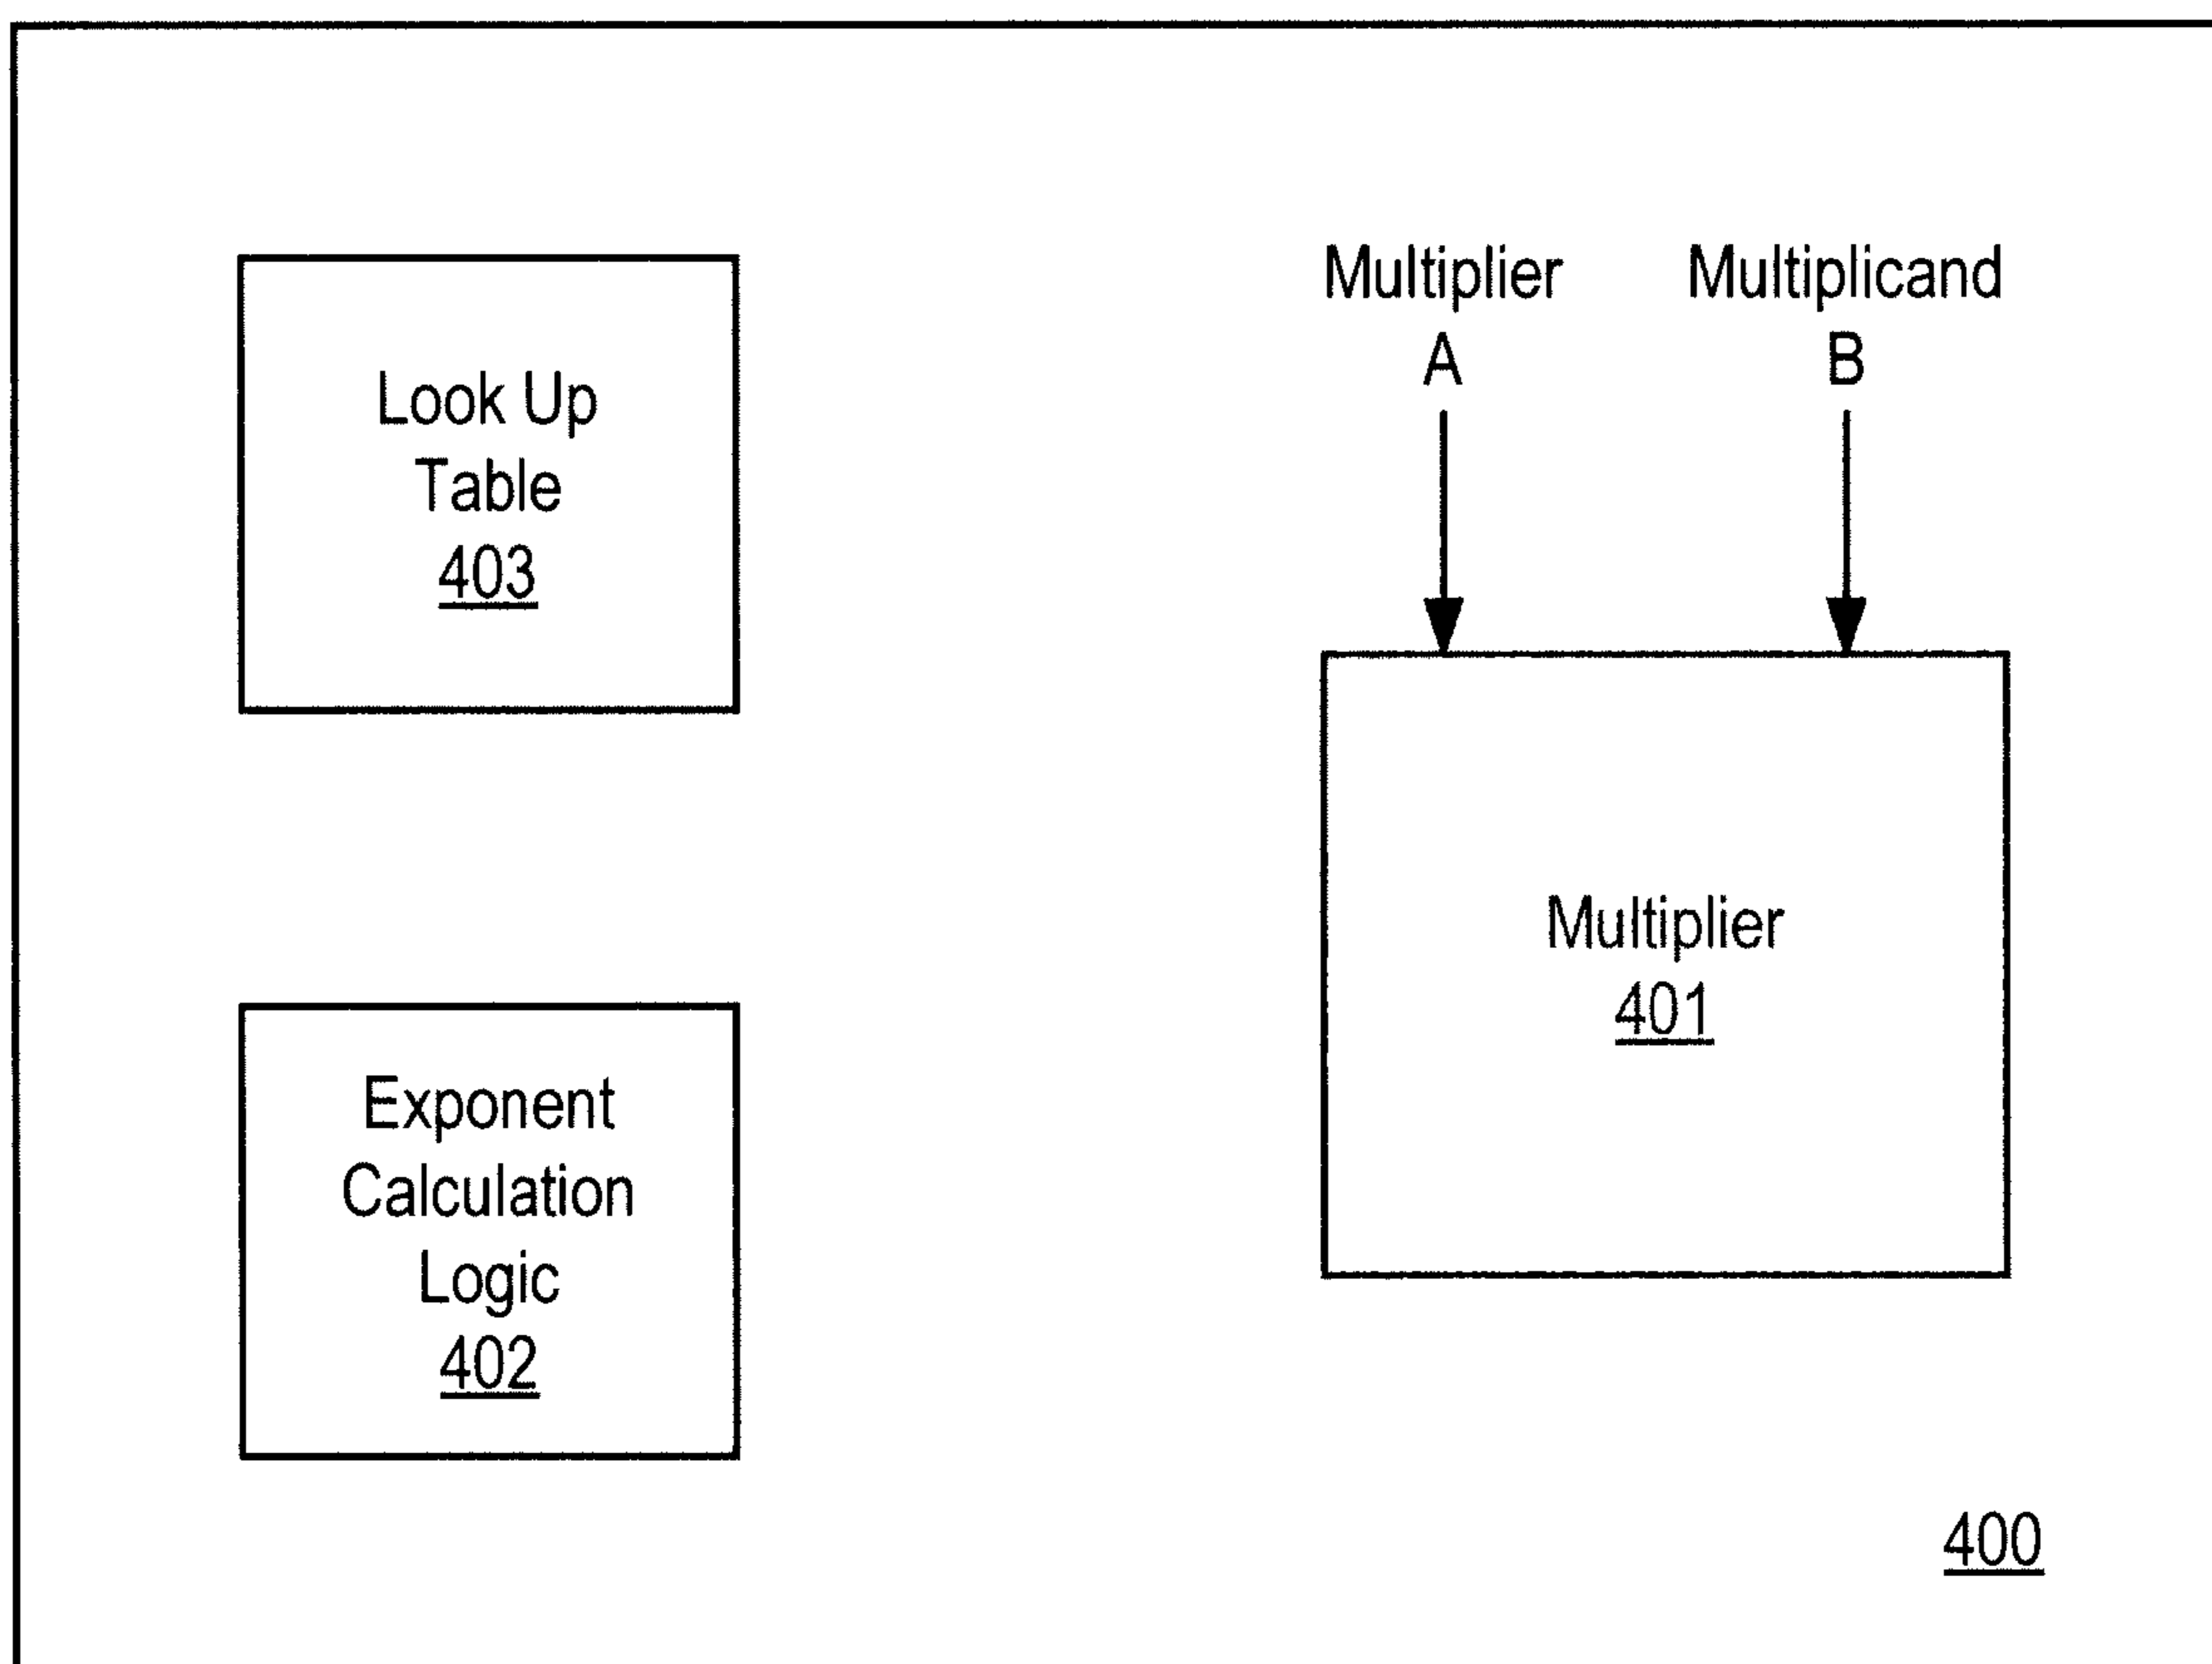 Look Up
Table
403
Multiplier
A
Multiplicand
B
Multiplier
401
Exponent
Calculation
Logic
402
400